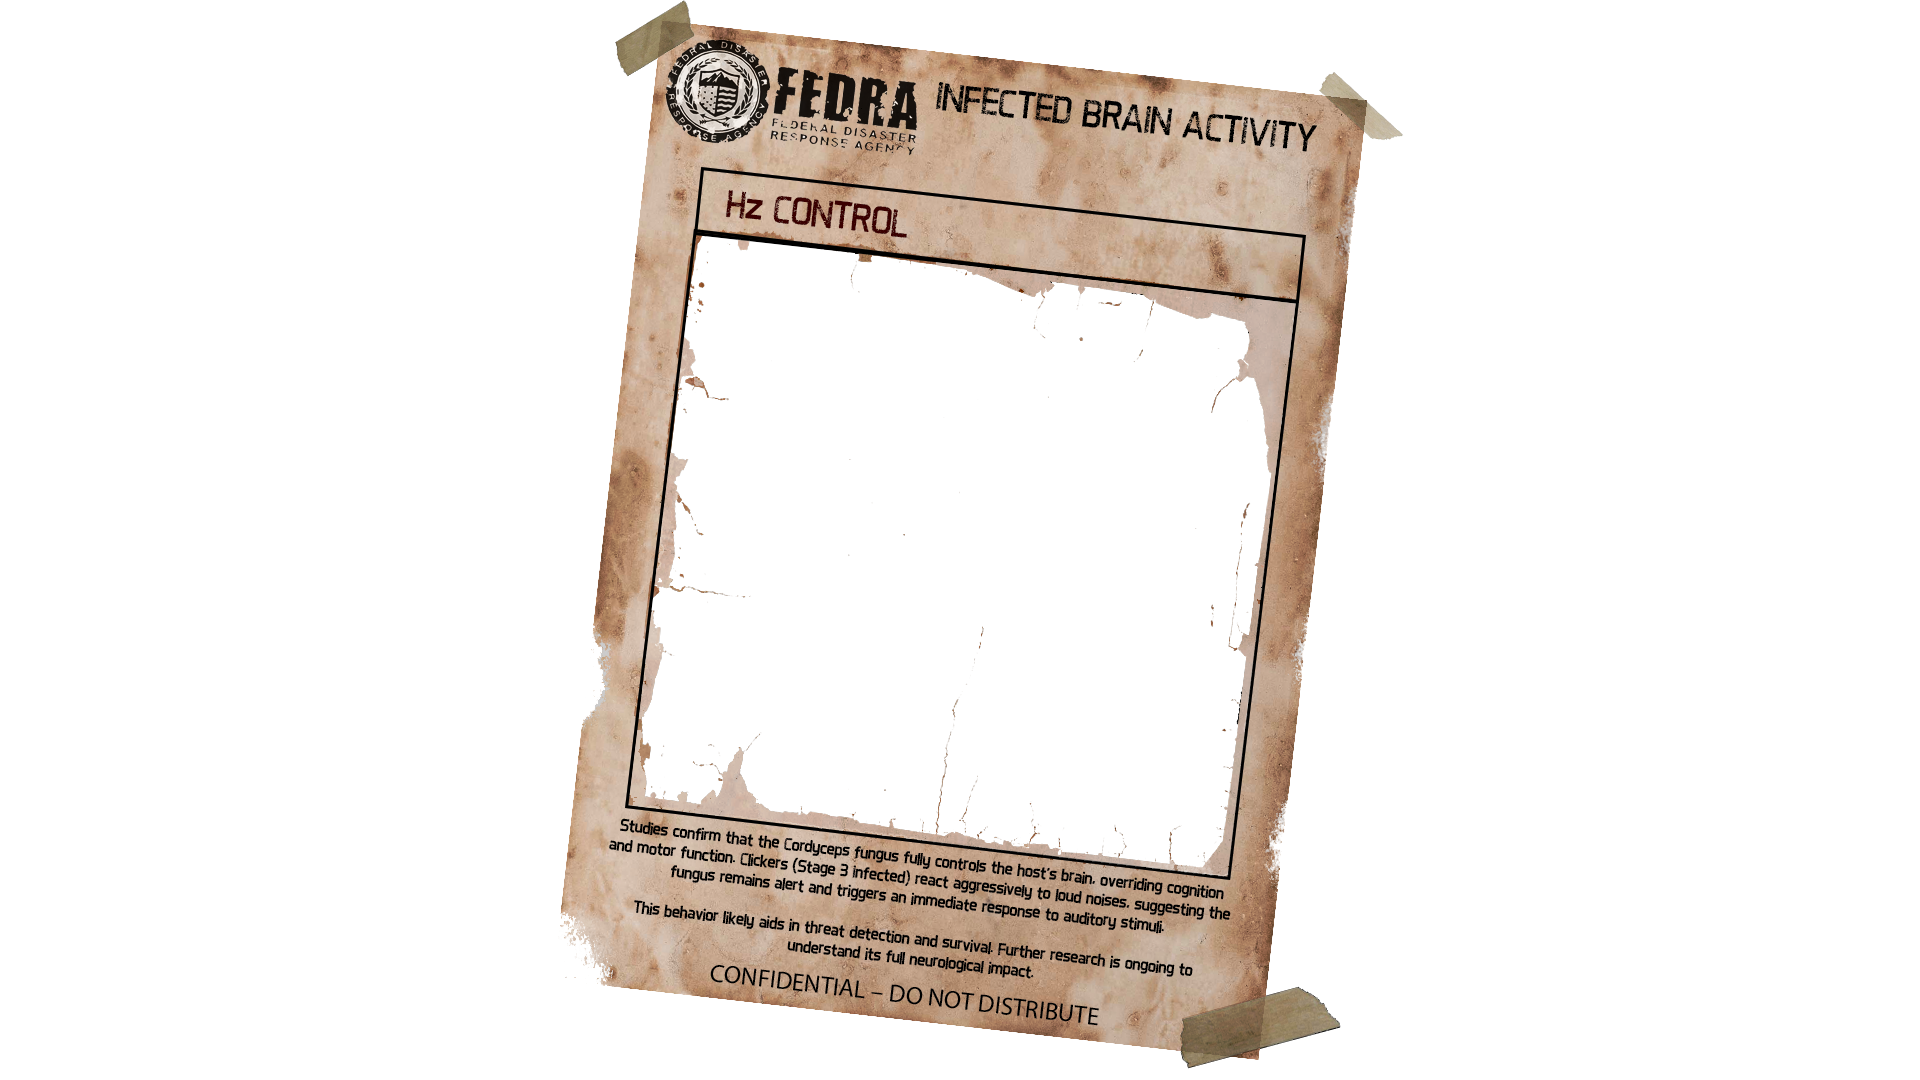 FEDERAL DISASTER RESPONSE AGENCY
FEDRA
FEDERAL DISASTER
RESPONSE AGENCY
INFECTED BRAIN ACTIVITY
Hz CONTROL
Studies confirm that the Cordyceps fungus fully controls the host's brain, overriding cognition
and motor function. Clickers (Stage 3 infected) react aggressively to loud noises, suggesting the
fungus remains alert and triggers an immediate response to auditory stimuli.
This behavior likely aids in threat detection and survival. Further research is ongoing to
understand its full neurological impact.
CONFIDENTIAL – DO NOT DISTRIBUTE